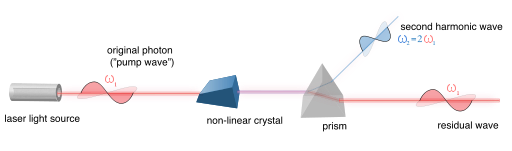 second harmonic wave
ω₂=2 ω₁
original photon
("pump wave")
ω₁
ω₁
laser light source
non-linear crystal
prism
residual wave